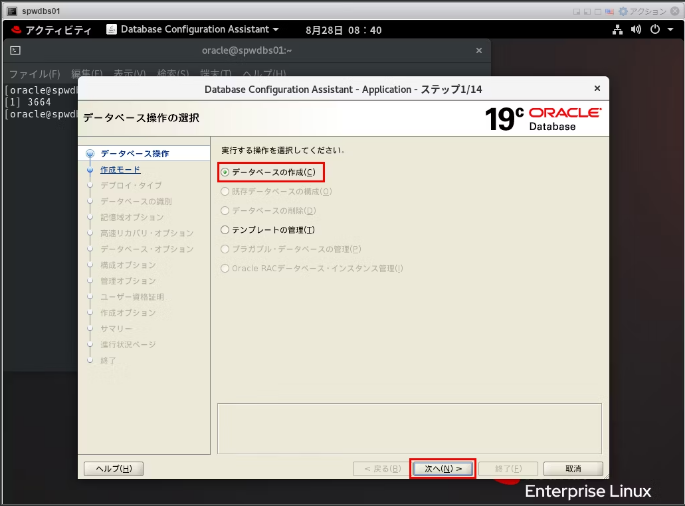 spwdbs01
アクション
アクティビティ
Database Configuration Assistant
8月28日 08：40
oracle@spwdbs01:~
ファイル(F) 編集(E) 表示(V) 検索(S) 端末(T) ヘルプ(H)
[oracle@spwdb
[1] 3664
[oracle@spwdb
Database Configuration Assistant - Application - ステップ1/14
データベース操作の選択
19c ORACLE
Database
データベース操作
作成モード
デプロイ・タイプ
データベースの識別
記憶域オプション
高速リカバリ・オプション
データベース・オプション
構成オプション
管理オプション
ユーザー資格証明
作成オプション
サマリー
進行状況ページ
終了
実行する操作を選択してください.
データベースの作成(C)
既存データベースの構成(O)
データベースの削除(D)
テンプレートの管理(T)
プラガブル・データベースの管理(P)
Oracle RACデータベース・インスタンス管理(I)
ヘルプ(H)
< 戻る(B)
次へ(N) >
終了(F)
取消
Enterprise Linux